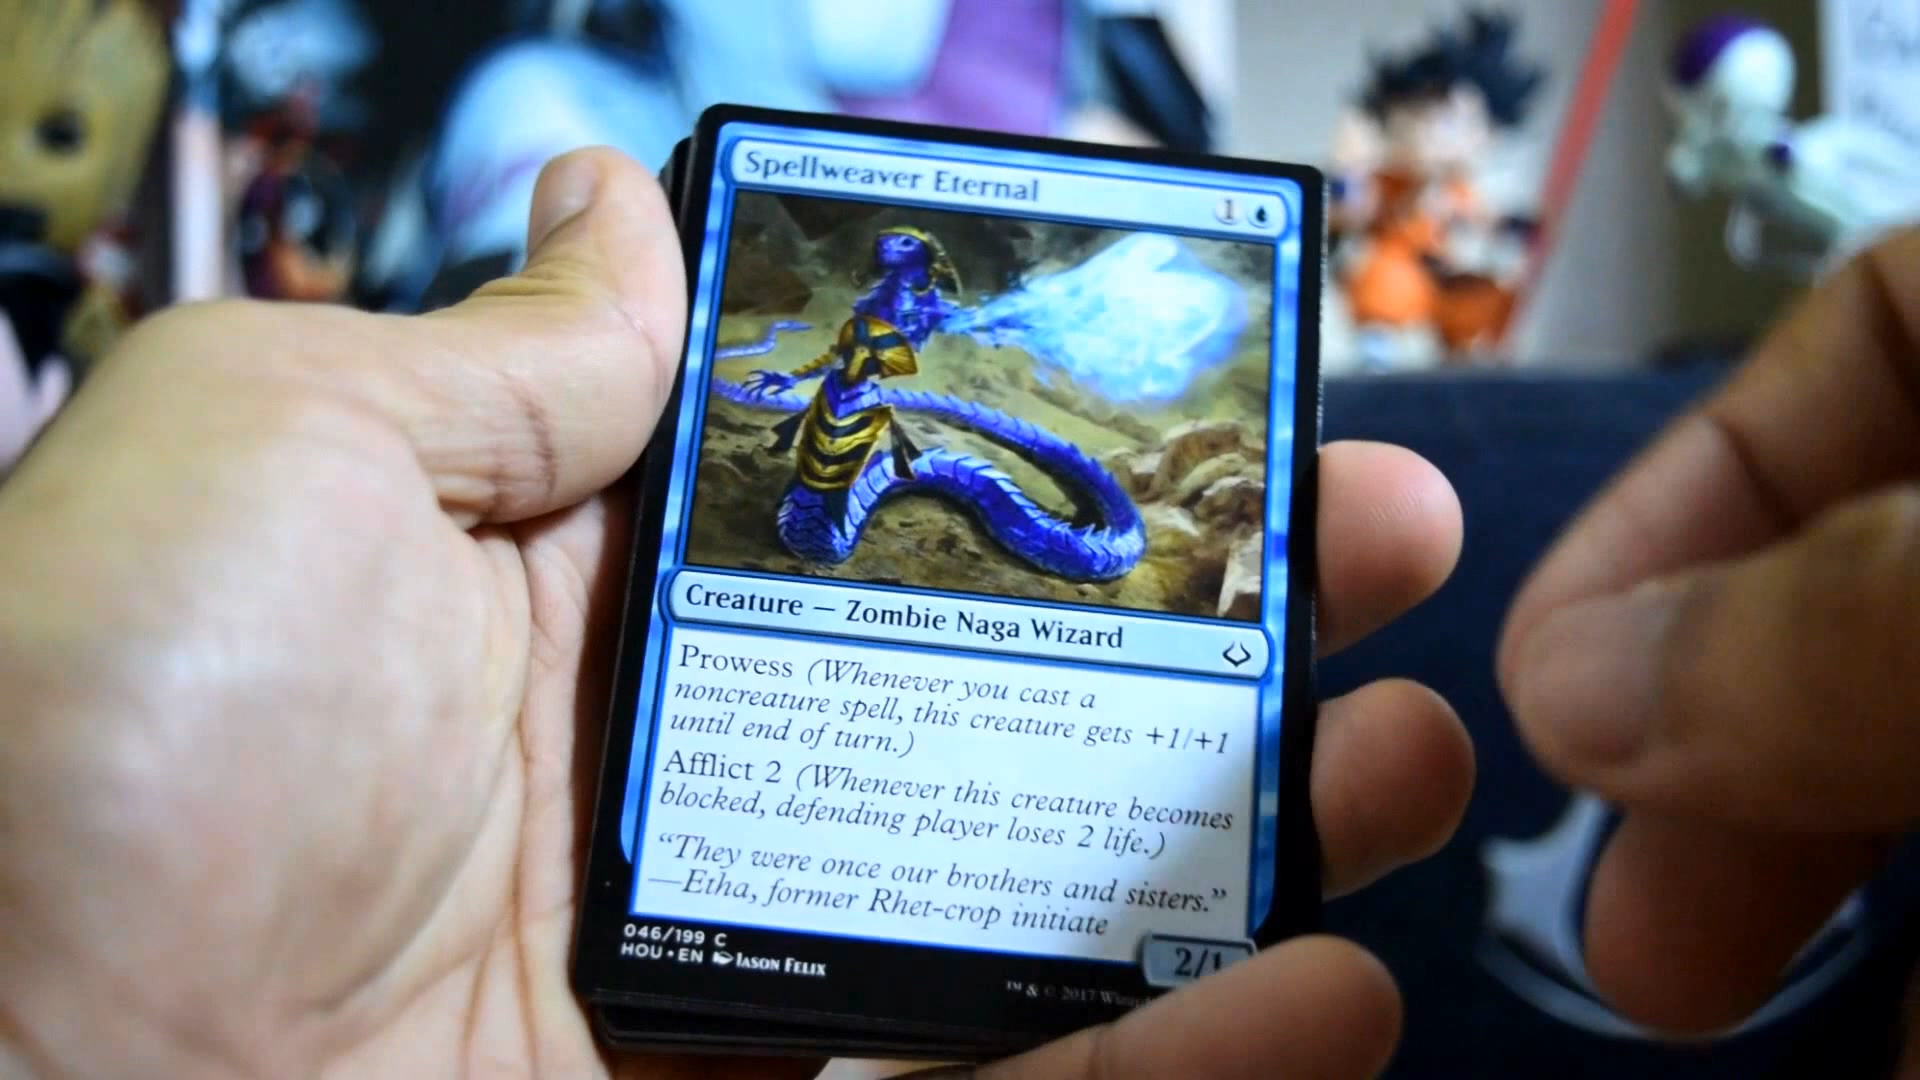 Spellweaver Eternal 1
Creature — Zombie Naga Wizard
Prowess (Whenever you cast a
noncreature spell, this creature gets +1/+1
until end of turn.)
Afflict 2 (Whenever this creature becomes
blocked, defending player loses 2 life.)
“They were once our brothers and sisters.”
—Etha, former Rhet-crop initiate
2/1
046/199 C
HOU • EN Jason Felix
™ & © 2017